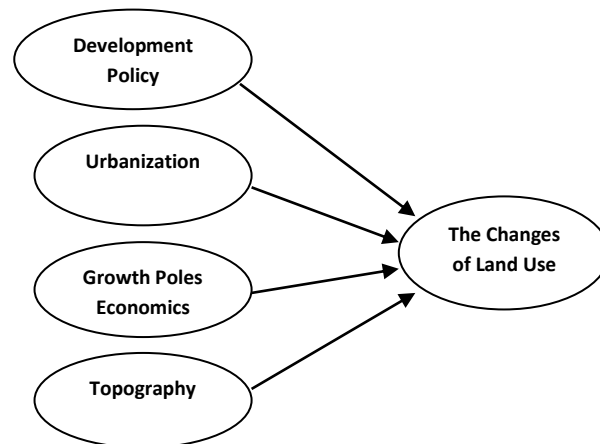 Development
Policy
Urbanization
Growth Poles
Economics
Topography
The Changes
of Land Use